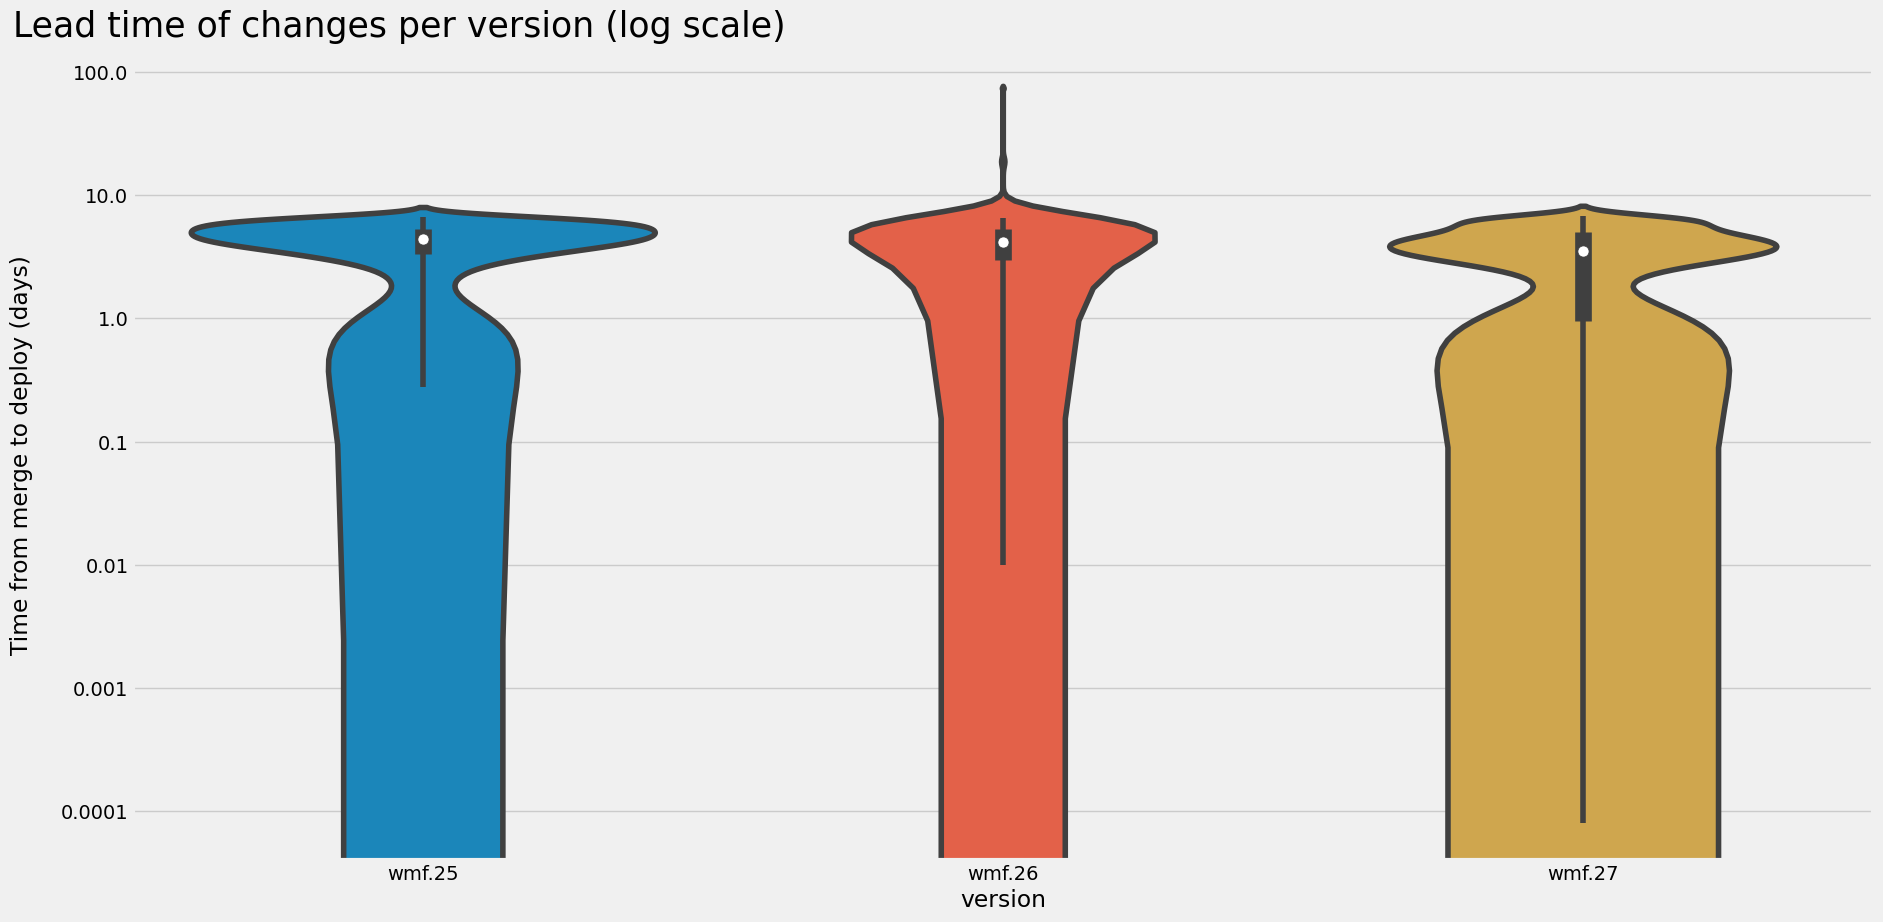 Lead time of changes per version (log scale)
Time from merge to deploy (days)
100.0
10.0
1.0
0.1
0.01
0.001
0.0001
wmf.25 wmf.26 wmf.27
version